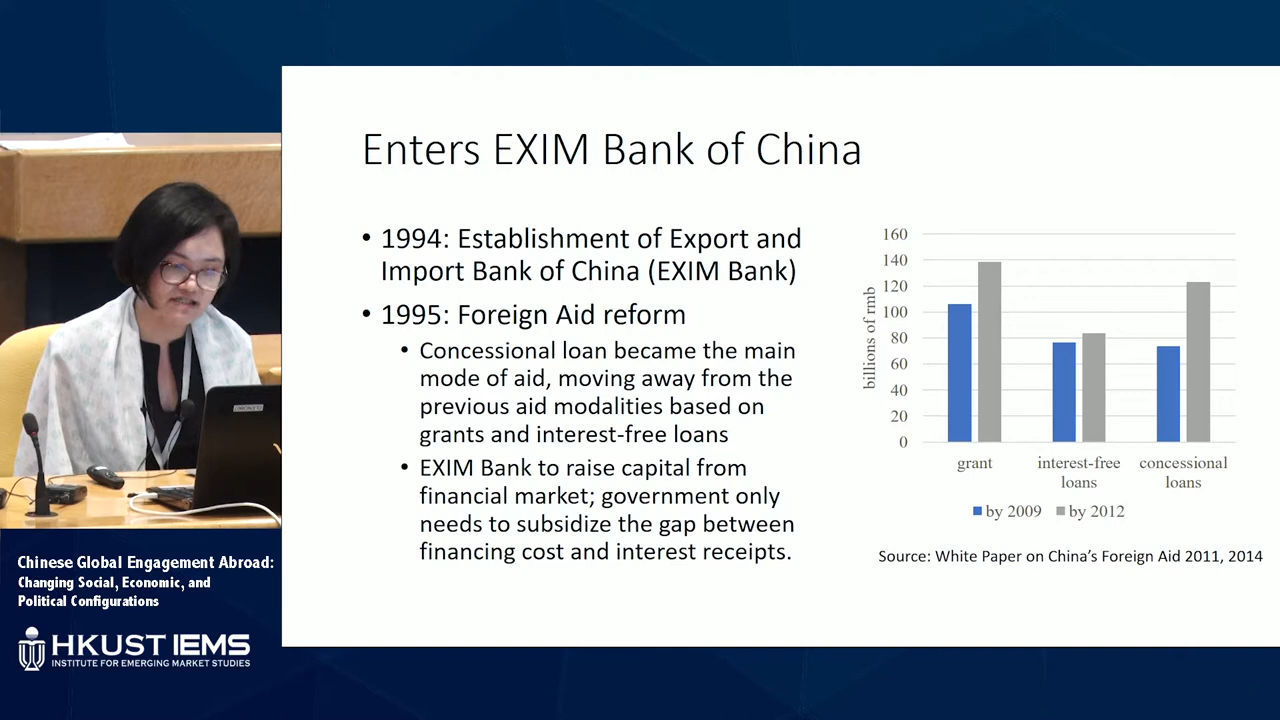 Enters EXIM Bank of China
• 1994: Establishment of Export and
Import Bank of China (EXIM Bank)
• 1995: Foreign Aid reform
• Concessional loan became the main
mode of aid, moving away from the
previous aid modalities based on
grants and interest-free loans
• EXIM Bank to raise capital from
financial market; government only
needs to subsidize the gap between
financing cost and interest receipts.
billions of rmb
160
140
120
100
80
60
40
20
0
grant
interest-free
loans
concessional
loans
by 2009
by 2012
Source: White Paper on China's Foreign Aid 2011, 2014
Chinese Global Engagement Abroad:
Changing Social, Economic, and
Political Configurations
HKUST IEMS
INSTITUTE FOR EMERGING MARKET STUDIES